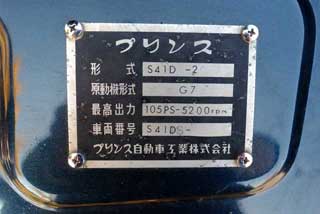 プリンス
形式 S41D -2
原動機形式 G7
最高出力 105PS-5200rpm
車両番号 S41DS-
プリンス自動車工業株式会社